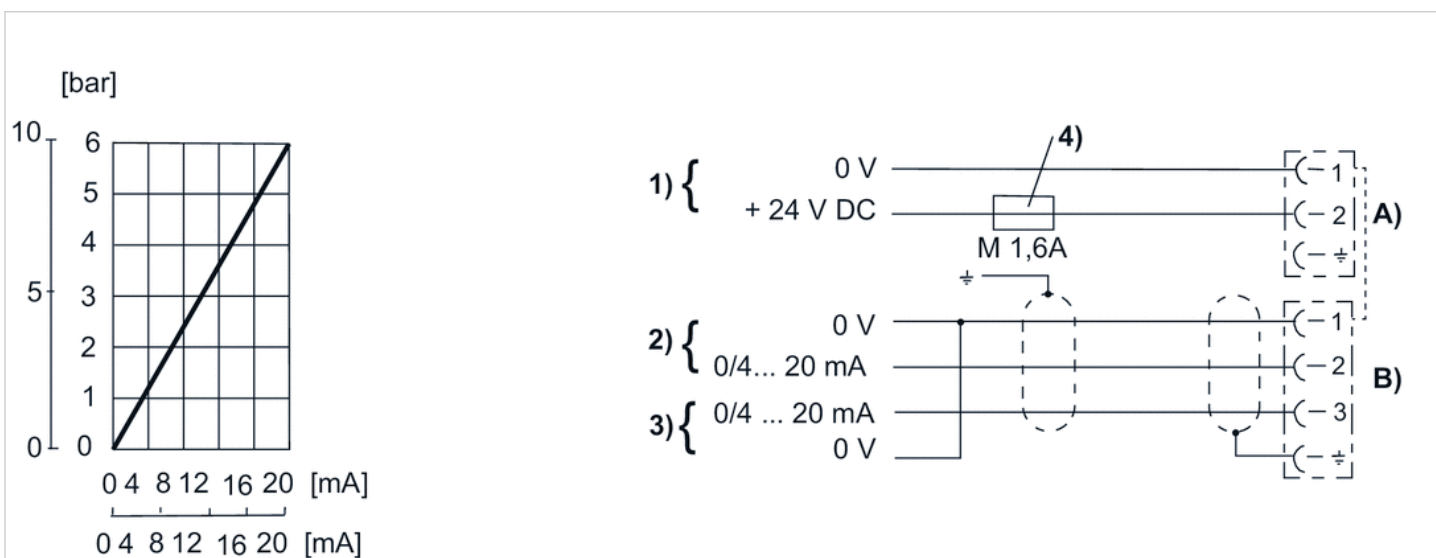 [bar]
10
5
0
6
5
4
3
2
1
0
0 4 8 12 16 20 [mA]
0 4 8 12 16 20 [mA]
4)
1) {
0 V
+ 24 V DC
M 1,6A
1
2
A)
2) {
0 V
0/4... 20 mA
3) {
0/4 ... 20 mA
0 V
1
2
3
B)